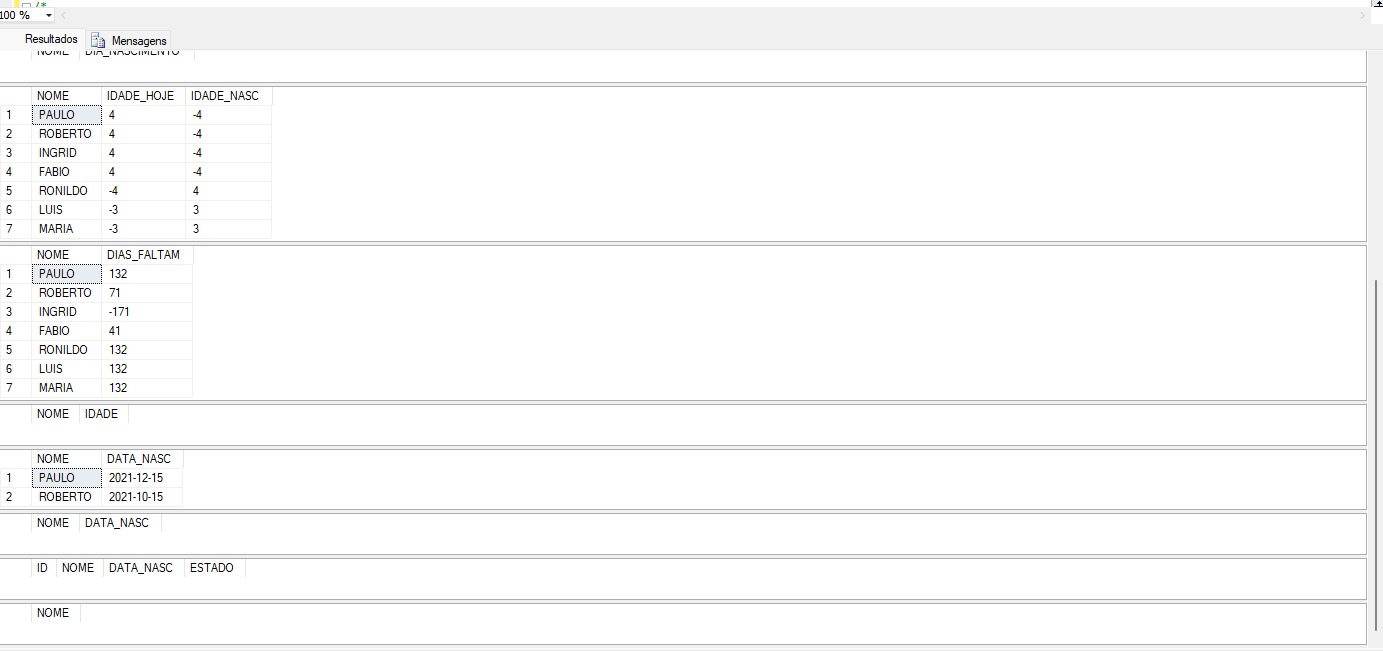 /*
100 %
Resultados Mensagens
NOME DIA_NASCIMENTO
NOME IDADE_HOJE IDADE_NASC
1 PAULO 4 -4
2 ROBERTO 4 -4
3 INGRID 4 -4
4 FABIO 4 -4
5 RONILDO -4 4
6 LUIS -3 3
7 MARIA -3 3
NOME DIAS_FALTAM
1 PAULO 132
2 ROBERTO 71
3 INGRID -171
4 FABIO 41
5 RONILDO 132
6 LUIS 132
7 MARIA 132
NOME IDADE
NOME DATA_NASC
1 PAULO 2021-12-15
2 ROBERTO 2021-10-15
NOME DATA_NASC
ID NOME DATA_NASC ESTADO
NOME